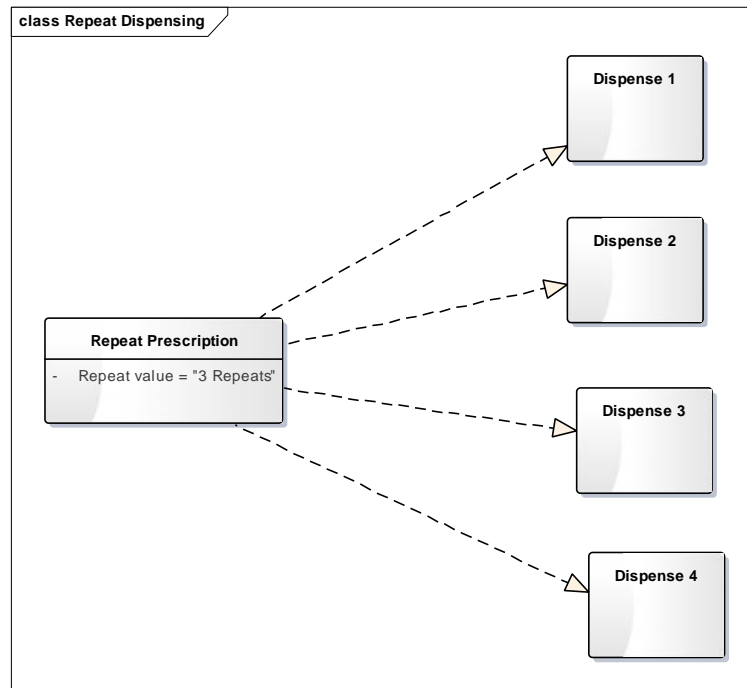 class Repeat Dispensing
Dispense 1
Dispense 2
Repeat Prescription
- Repeat value = "3 Repeats"
Dispense 3
Dispense 4